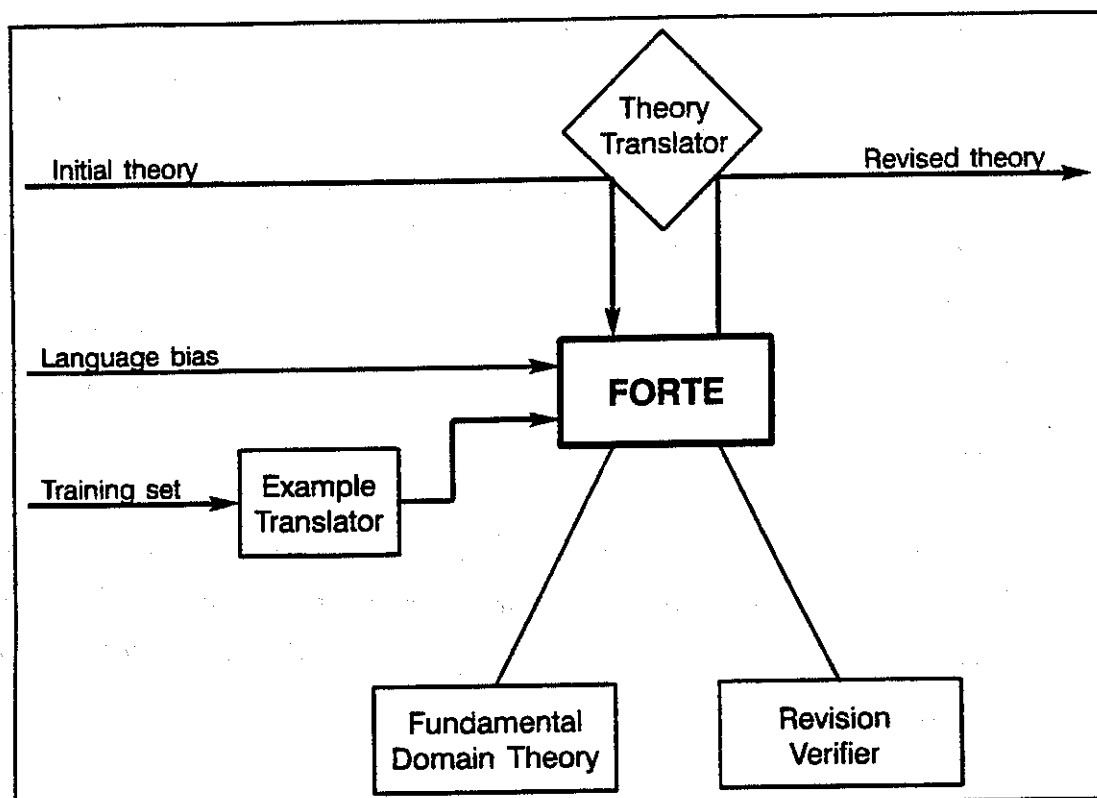 Theory
Translator
Initial theory
Revised theory
Language bias
FORTE
Training set
Example
Translator
Fundamental
Domain Theory
Revision
Verifier